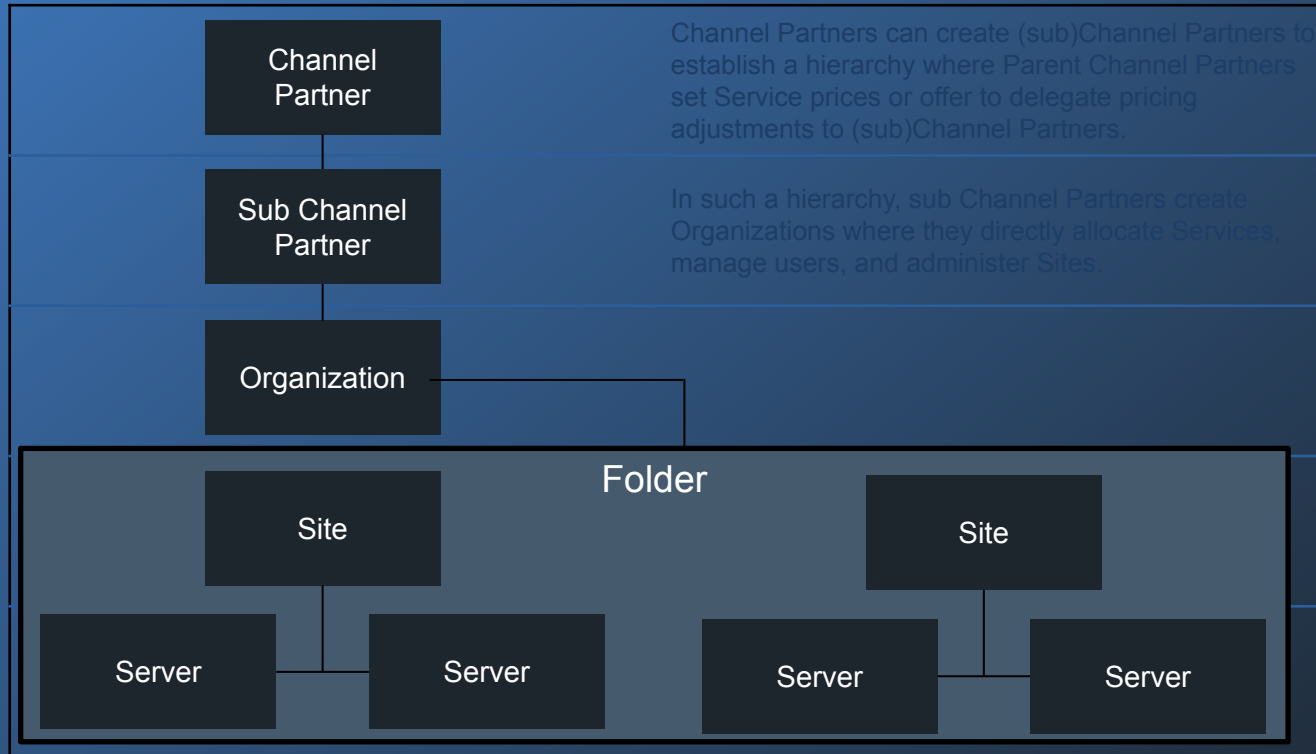 Channel
Partner
Channel Partners can create (sub)Channel Partners to
establish a hierarchy where Parent Channel Partners
set Service prices or offer to delegate pricing
adjustments to (sub)Channel Partners.
Sub Channel
Partner
In such a hierarchy, sub Channel Partners create
Organizations where they directly allocate Services,
manage users, and administer Sites.
Organization
Folder
Site
Site
Server
Server
Server
Server